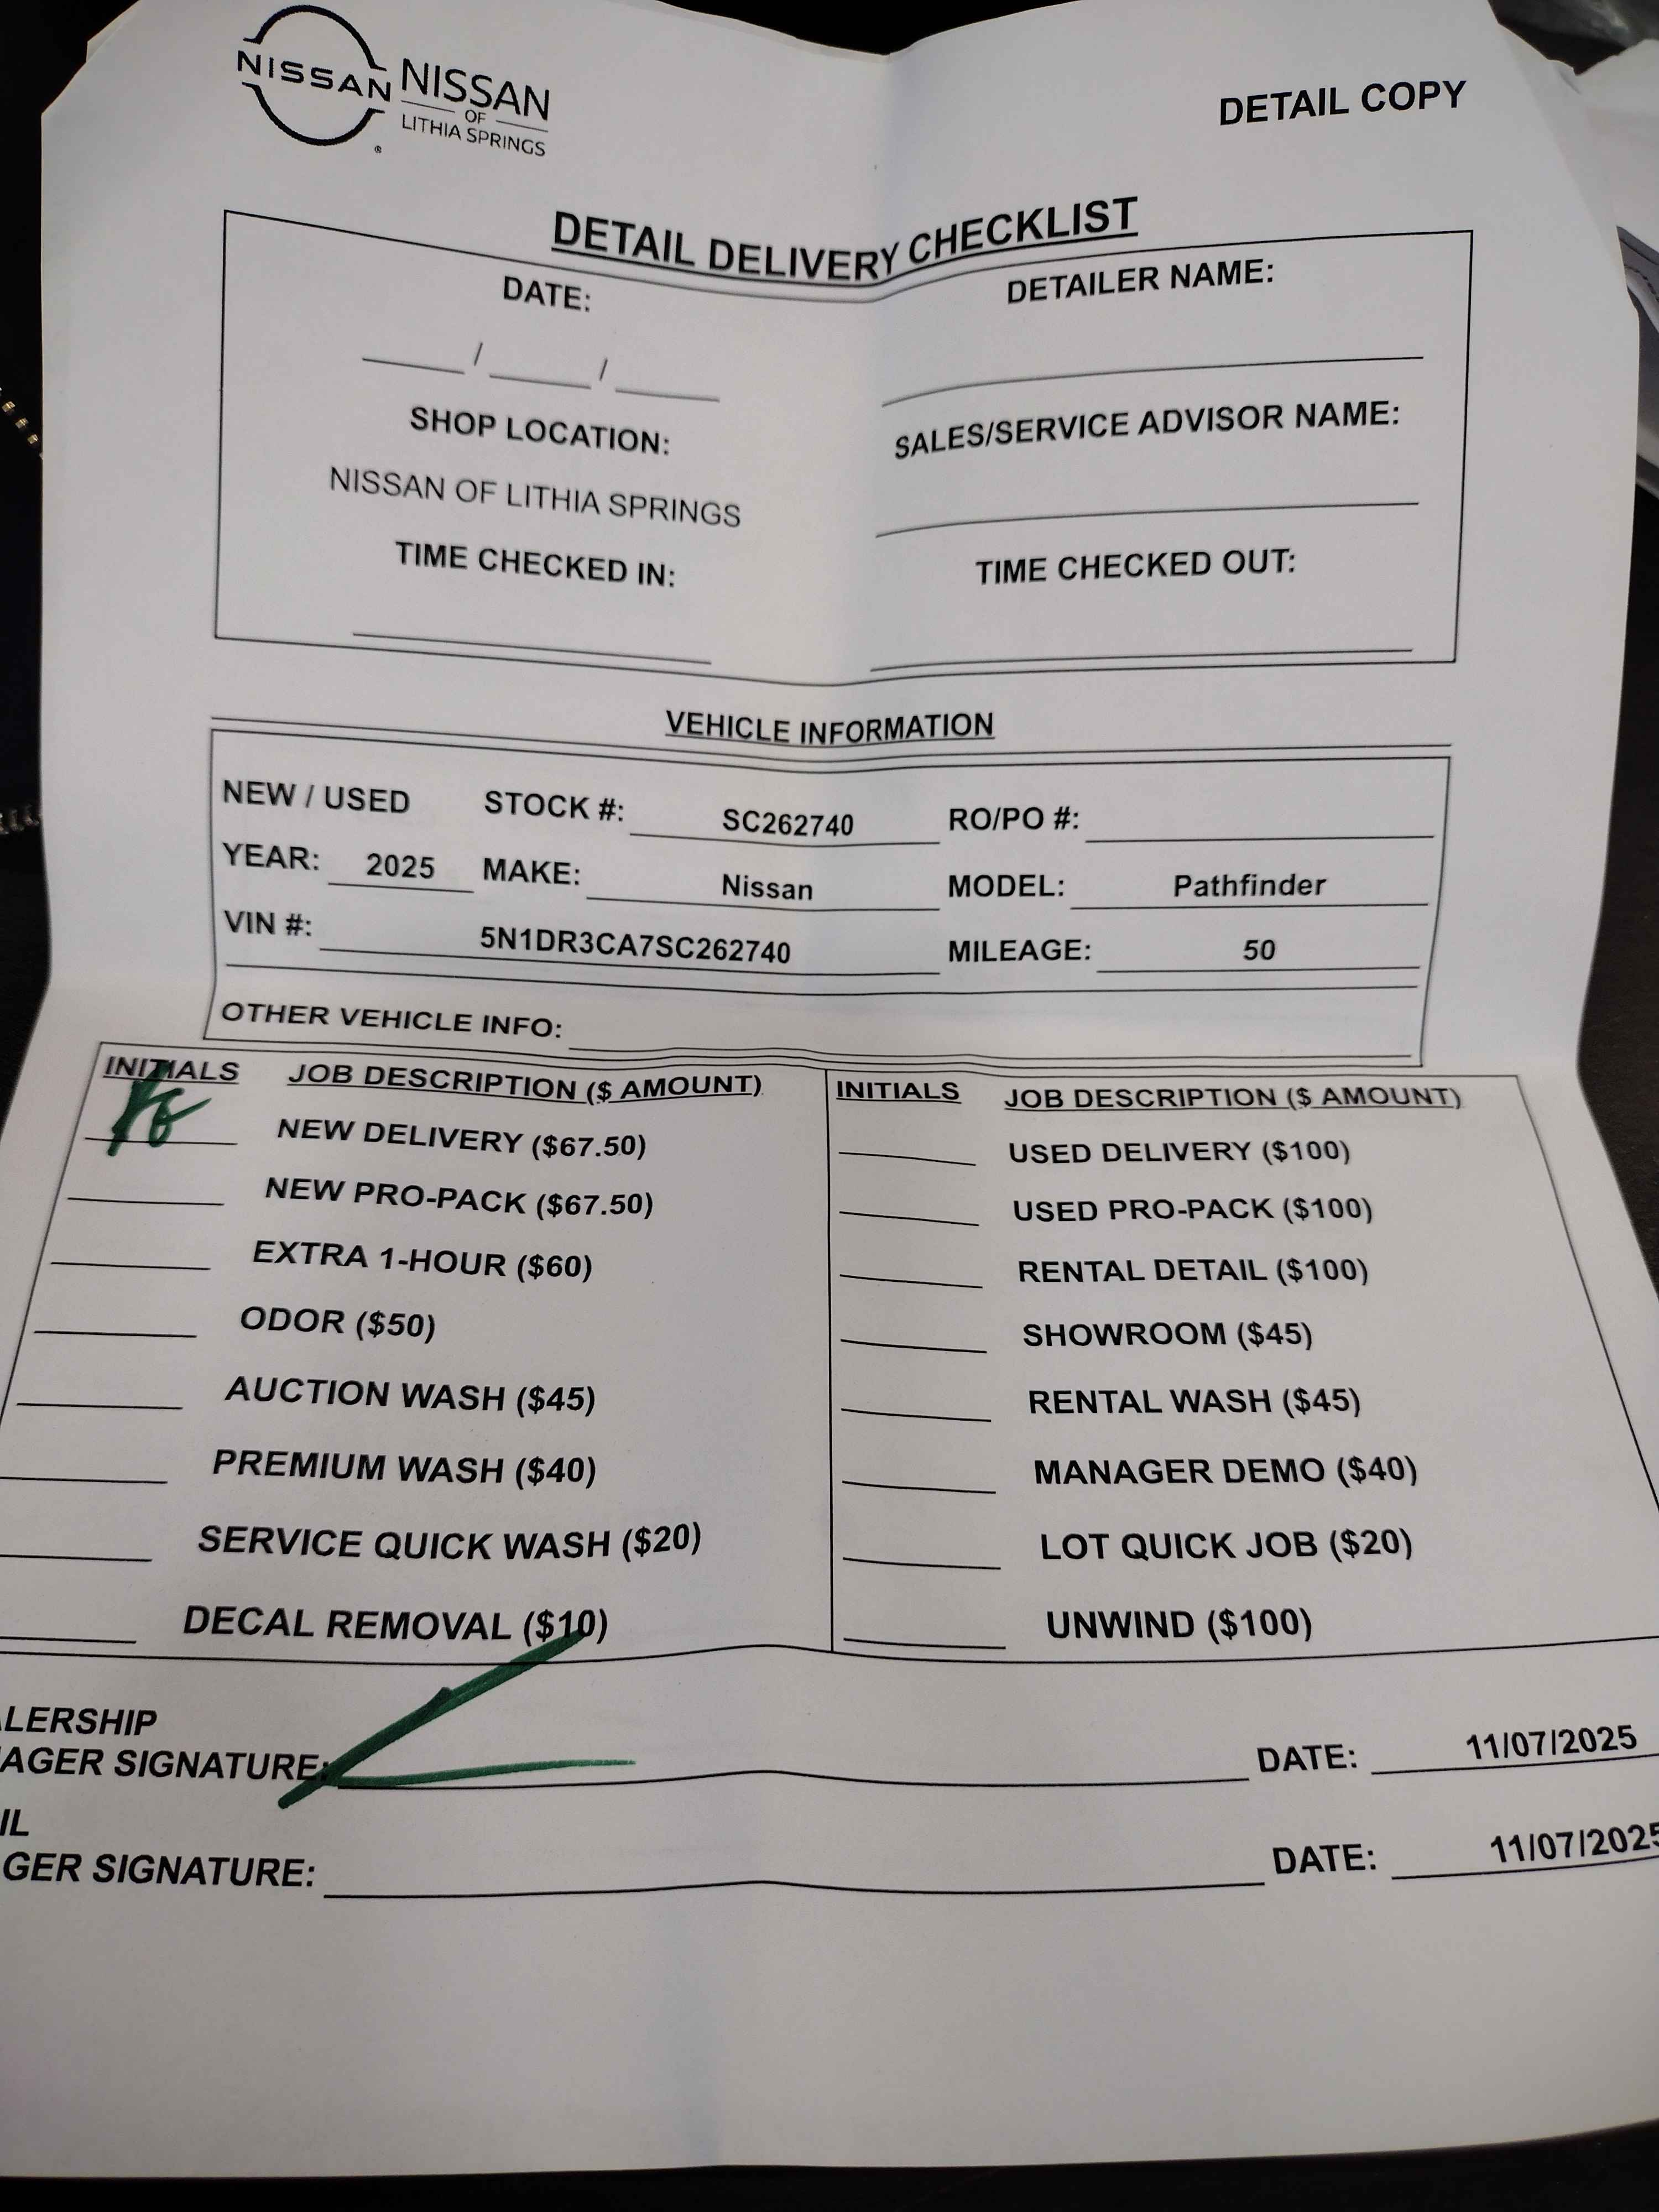 NISSAN
NISSAN
OF
LITHIA SPRINGS
®
DETAIL COPY
DETAIL DELIVERY CHECKLIST
DATE:
___ / ___ / ___
DETAILER NAME:
SHOP LOCATION:
NISSAN OF LITHIA SPRINGS
SALES/SERVICE ADVISOR NAME:
TIME CHECKED IN:
TIME CHECKED OUT:
VEHICLE INFORMATION
NEW / USED STOCK #: SC262740 RO/PO #:
YEAR: 2025 MAKE: Nissan MODEL: Pathfinder
VIN #: 5N1DR3CA7SC262740 MILEAGE: 50
OTHER VEHICLE INFO:
INITIALS JOB DESCRIPTION ($ AMOUNT)
NEW DELIVERY ($67.50)
NEW PRO-PACK ($67.50)
EXTRA 1-HOUR ($60)
ODOR ($50)
AUCTION WASH ($45)
PREMIUM WASH ($40)
SERVICE QUICK WASH ($20)
DECAL REMOVAL ($10)
INITIALS JOB DESCRIPTION ($ AMOUNT)
USED DELIVERY ($100)
USED PRO-PACK ($100)
RENTAL DETAIL ($100)
SHOWROOM ($45)
RENTAL WASH ($45)
MANAGER DEMO ($40)
LOT QUICK JOB ($20)
UNWIND ($100)
LERSHIP
AGER SIGNATURE: DATE: 11/07/2025
IL
GER SIGNATURE: DATE: 11/07/2025